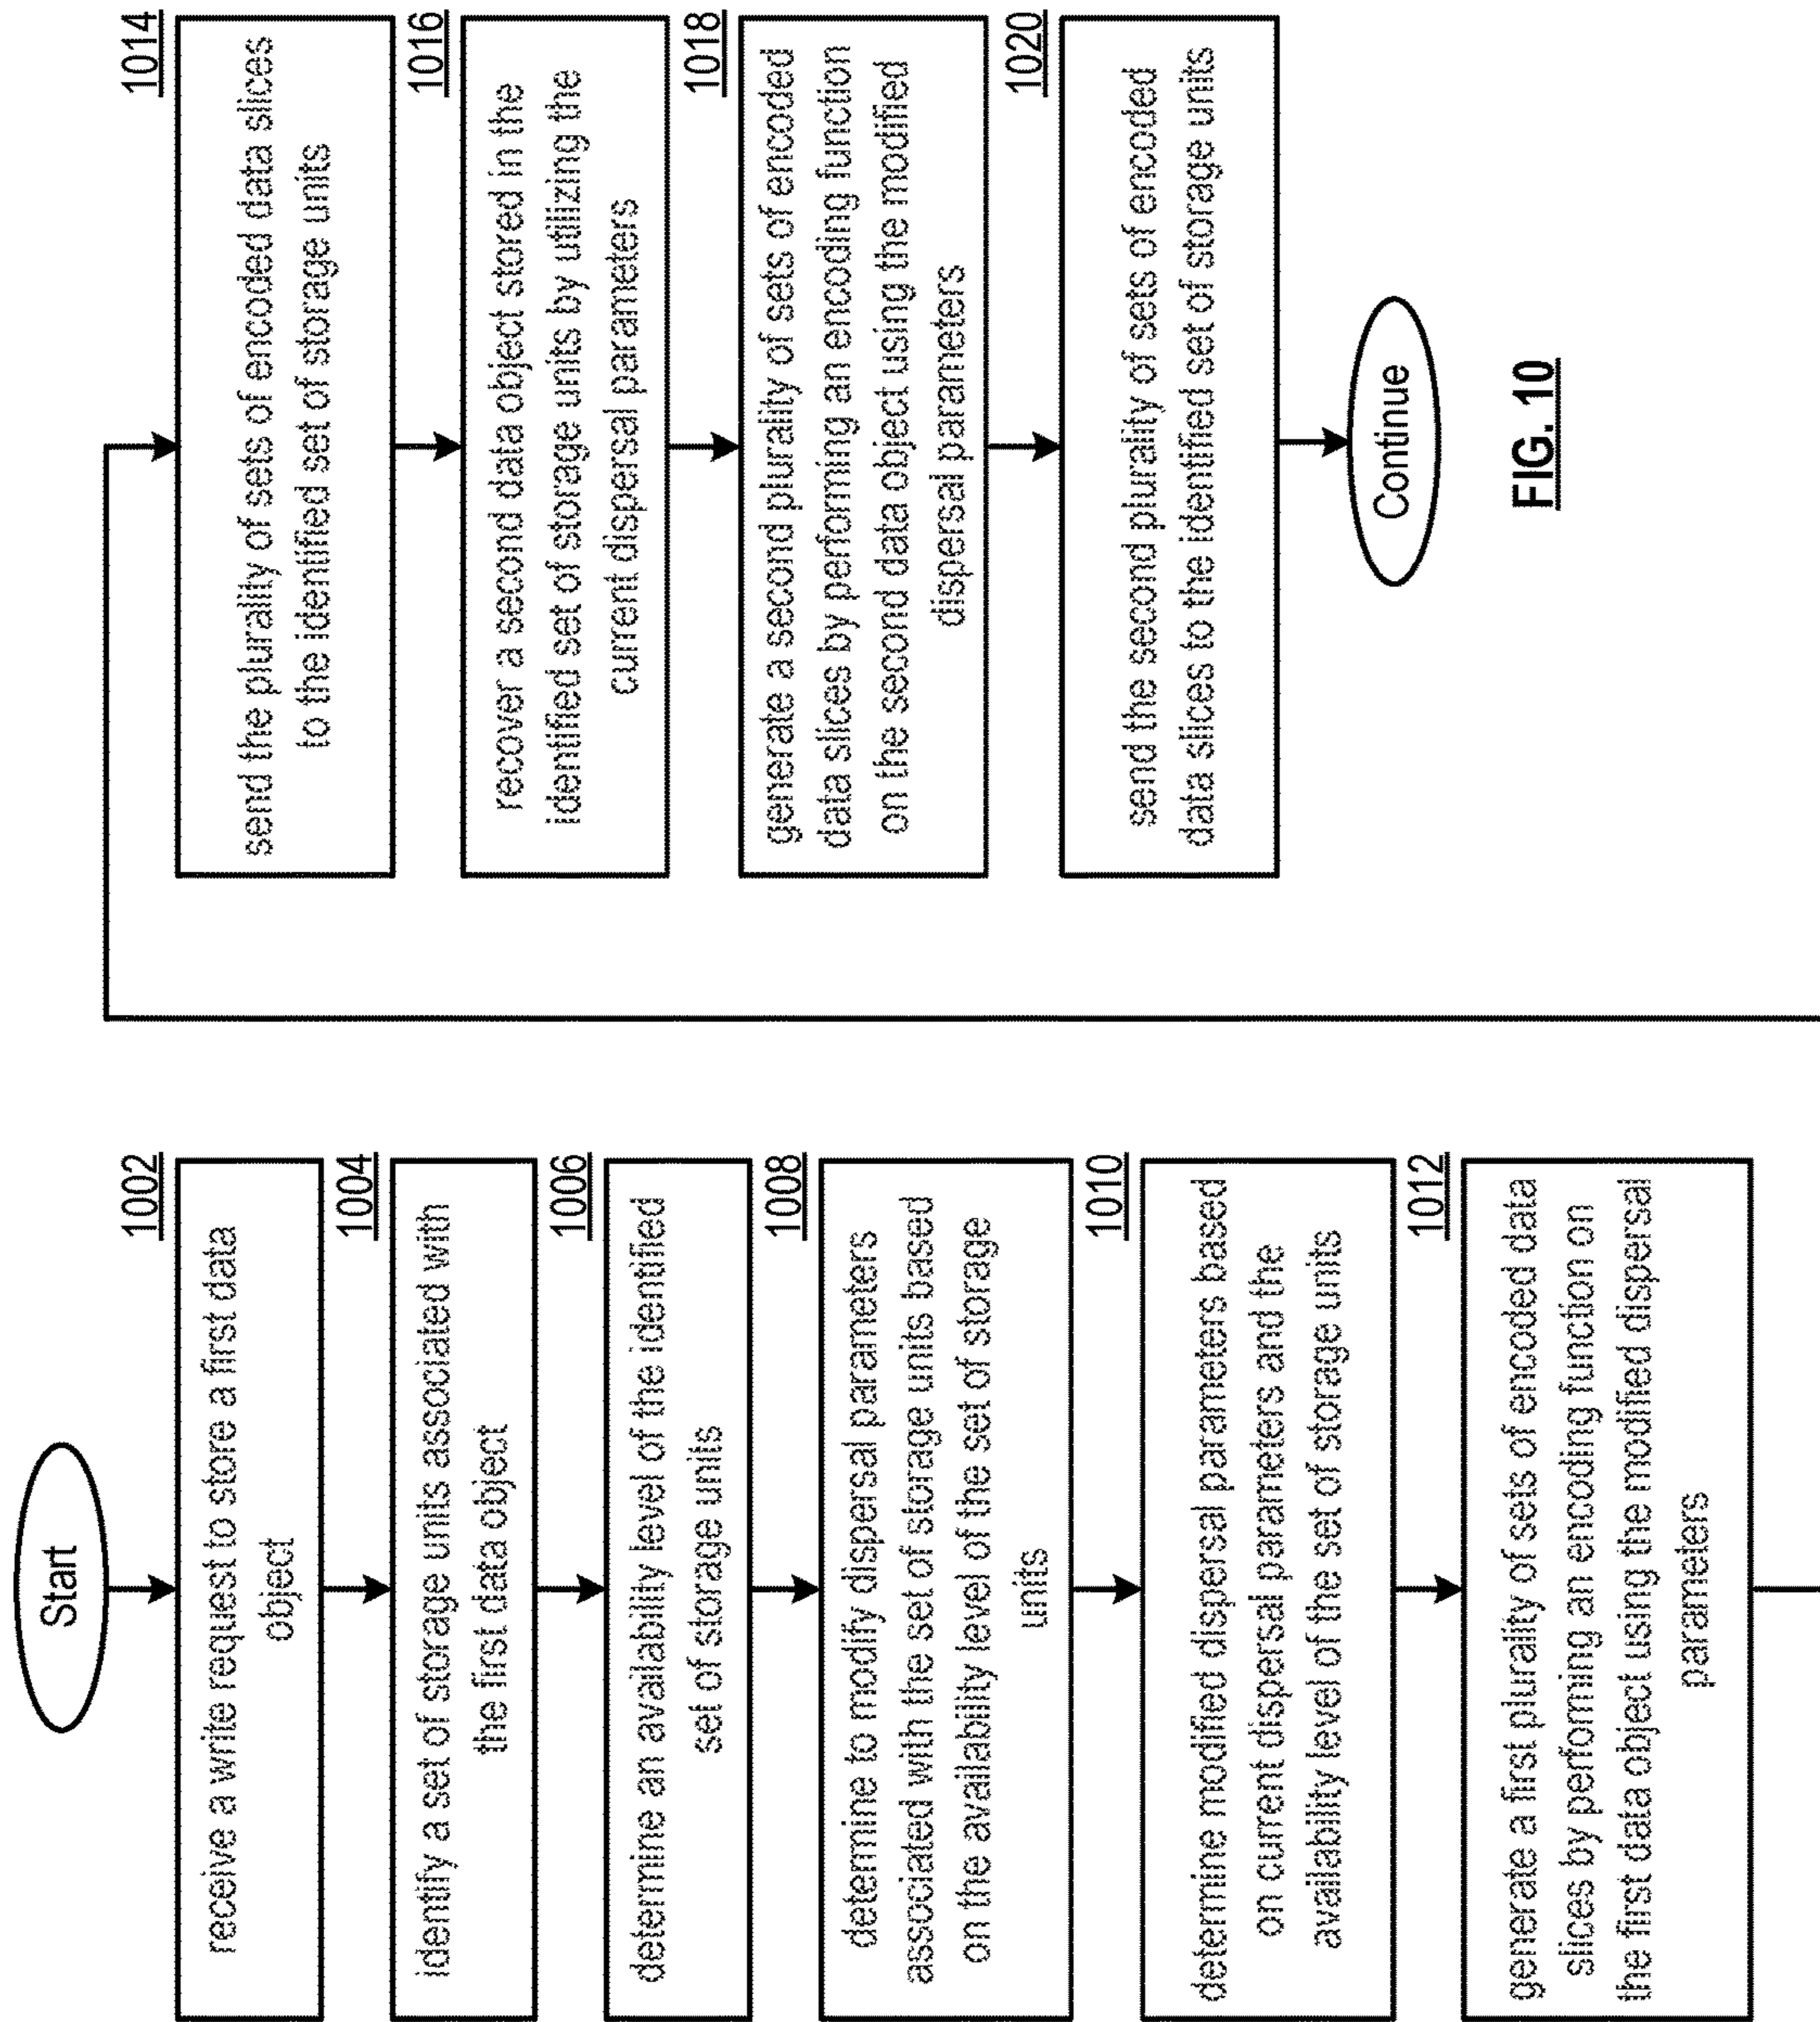 Start
1002
receive a write request to store a first data
object
1004
identify a set of storage units associated with
the first data object
1006
determine an availability level of the identified
set of storage units
1008
determine to modify dispersal parameters
associated with the set of storage units based
on the availability level of the set of storage
units
1010
determine modified dispersal parameters based
on current dispersal parameters and the
availability level of the set of storage units
1012
generate a first plurality of sets of encoded data
slices by performing an encoding function on
the first data object using the modified dispersal
parameters
1014
send the plurality of sets of encoded data slices
to the identified set of storage units
1016
recover a second data object stored in the
identified set of storage units by utilizing the
current dispersal parameters
1018
generate a second plurality of sets of encoded
data slices by performing an encoding function
on the second data object using the modified
dispersal parameters
1020
send the second plurality of sets of encoded
data slices to the identified set of storage units
Continue
FIG. 10